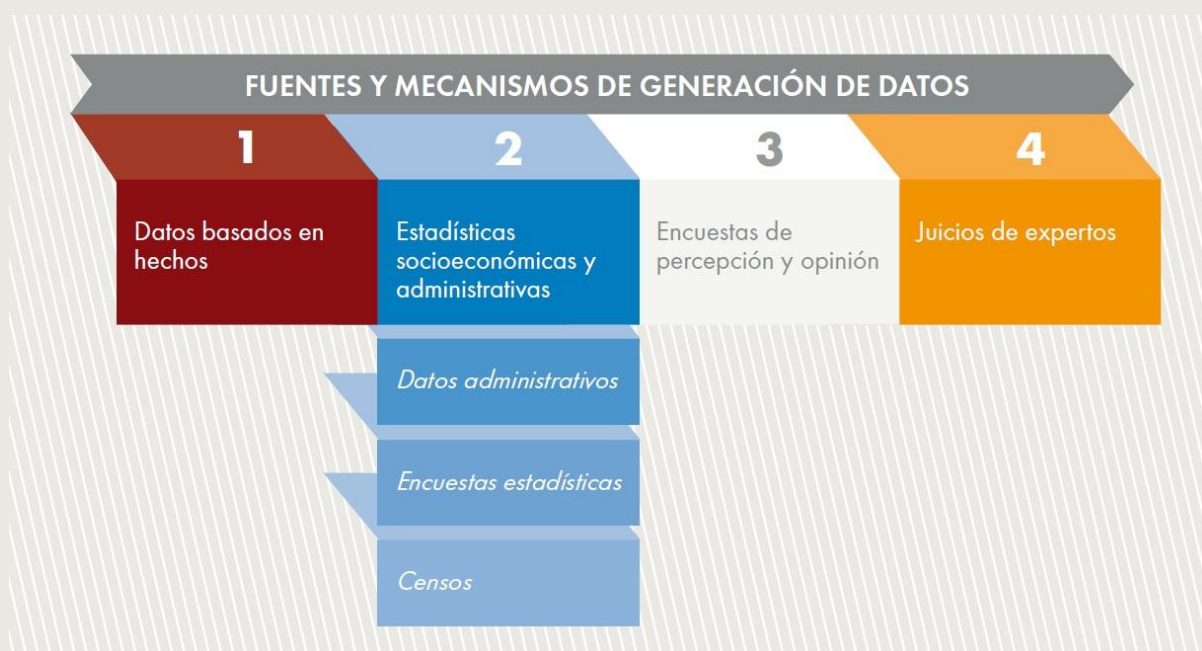 FUENTES Y MECANISMOS DE GENERACIÓN DE DATOS
1
Datos basados en
hechos
2
Estadísticas
socioeconómicas y
administrativas
Datos administrativos
Encuestas estadísticas
Censos
3
Encuestas de
percepción y opinión
4
Juicios de expertos